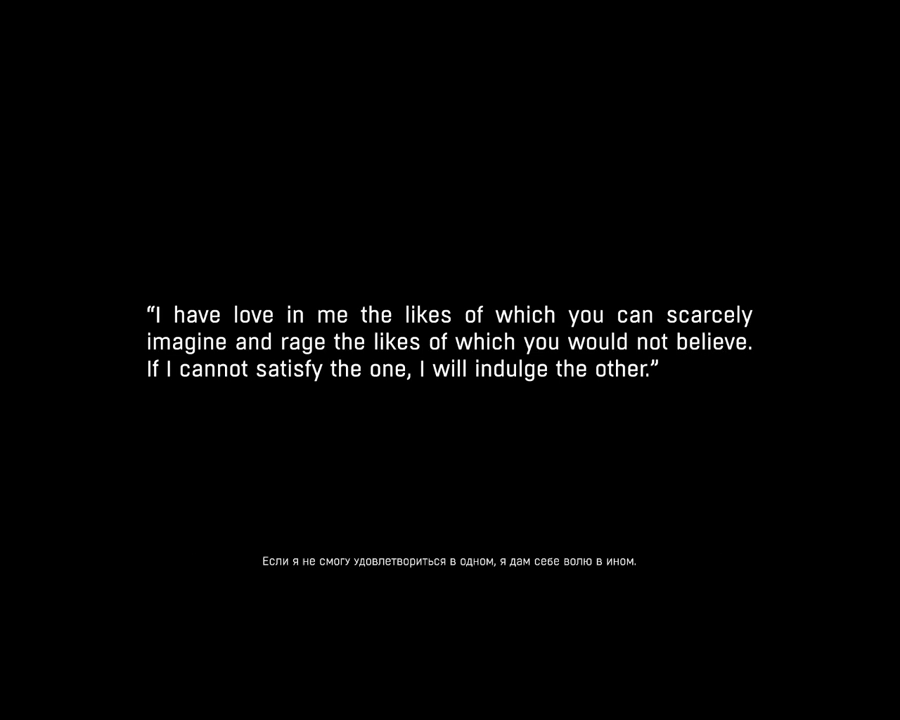 “I have love in me the likes of which you can scarcely
imagine and rage the likes of which you would not believe.
If I cannot satisfy the one, I will indulge the other.”
Если я не смогу удовлетвориться в одном, я дам себе волю в ином.